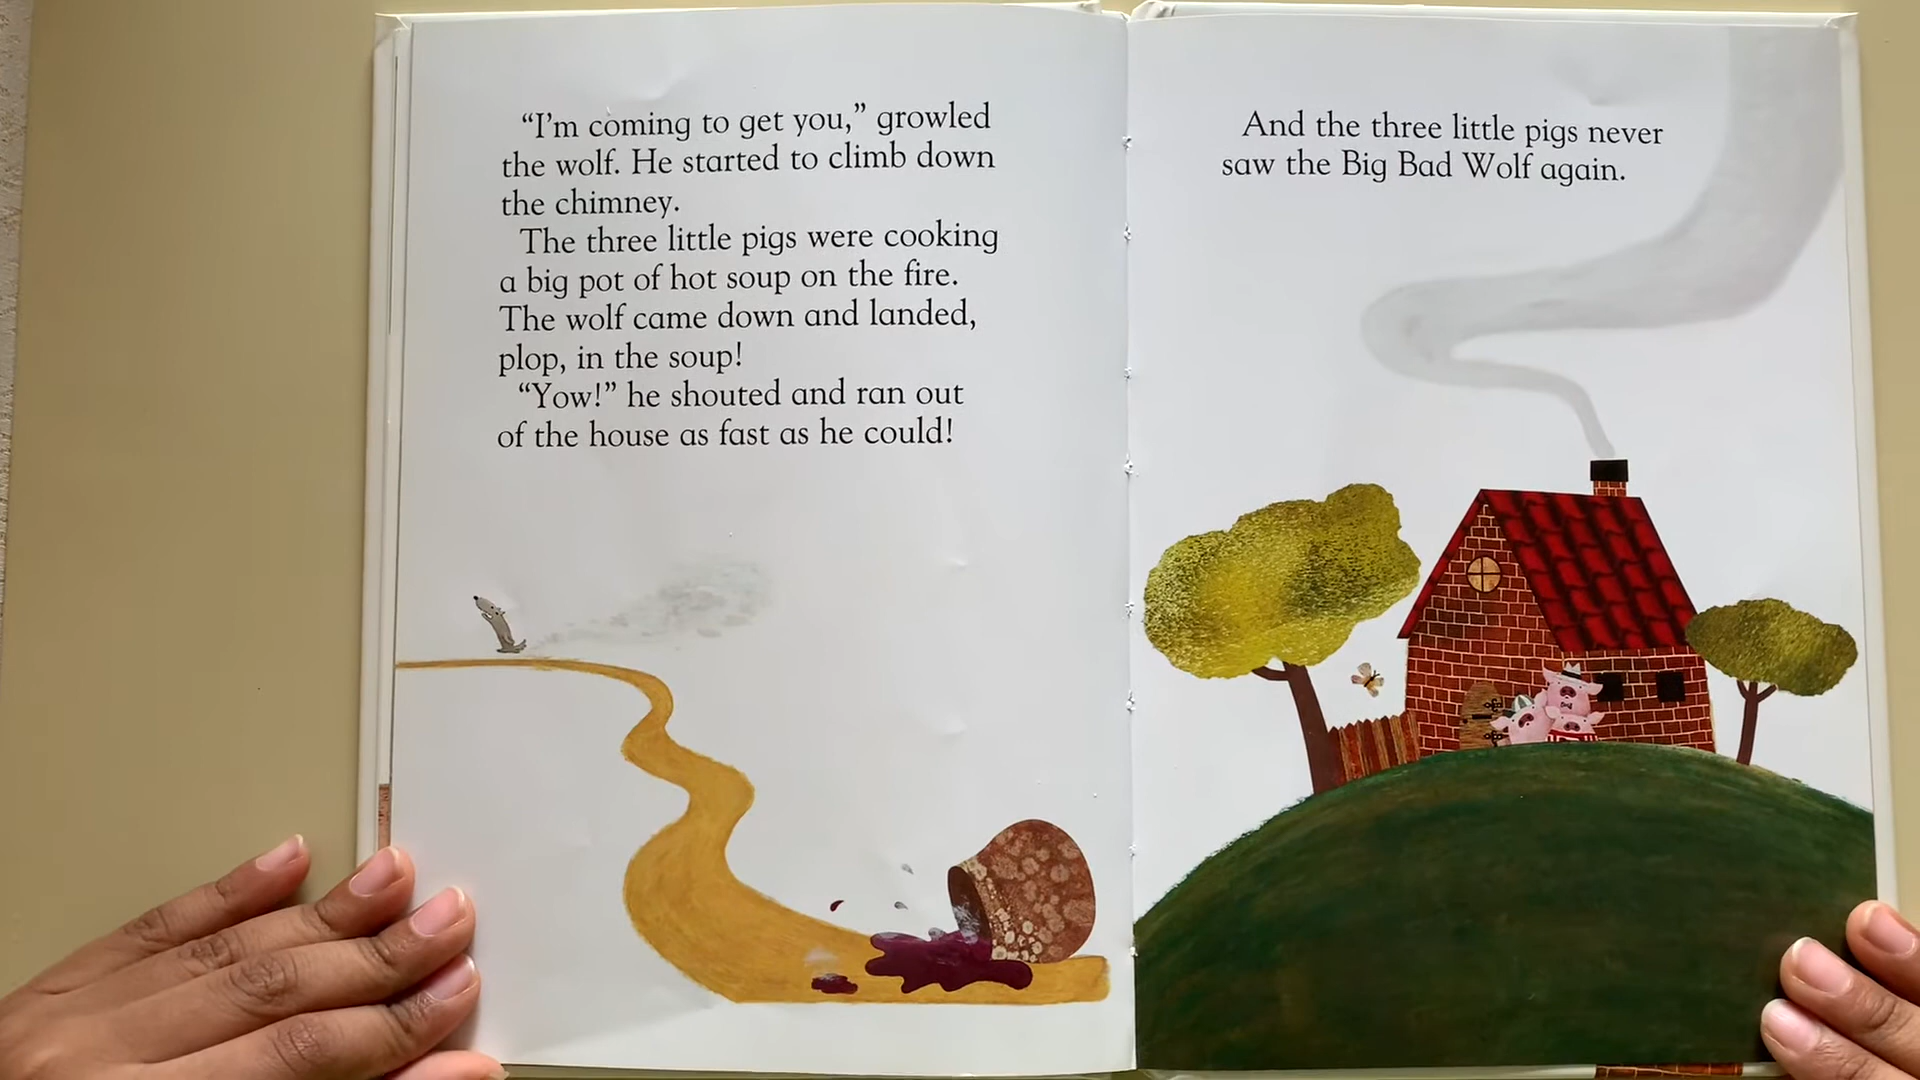 “I’m coming to get you,” growled
the wolf. He started to climb down
the chimney.
The three little pigs were cooking
a big pot of hot soup on the fire.
The wolf came down and landed,
plop, in the soup!
“Yow!” he shouted and ran out
of the house as fast as he could!
And the three little pigs never
saw the Big Bad Wolf again.